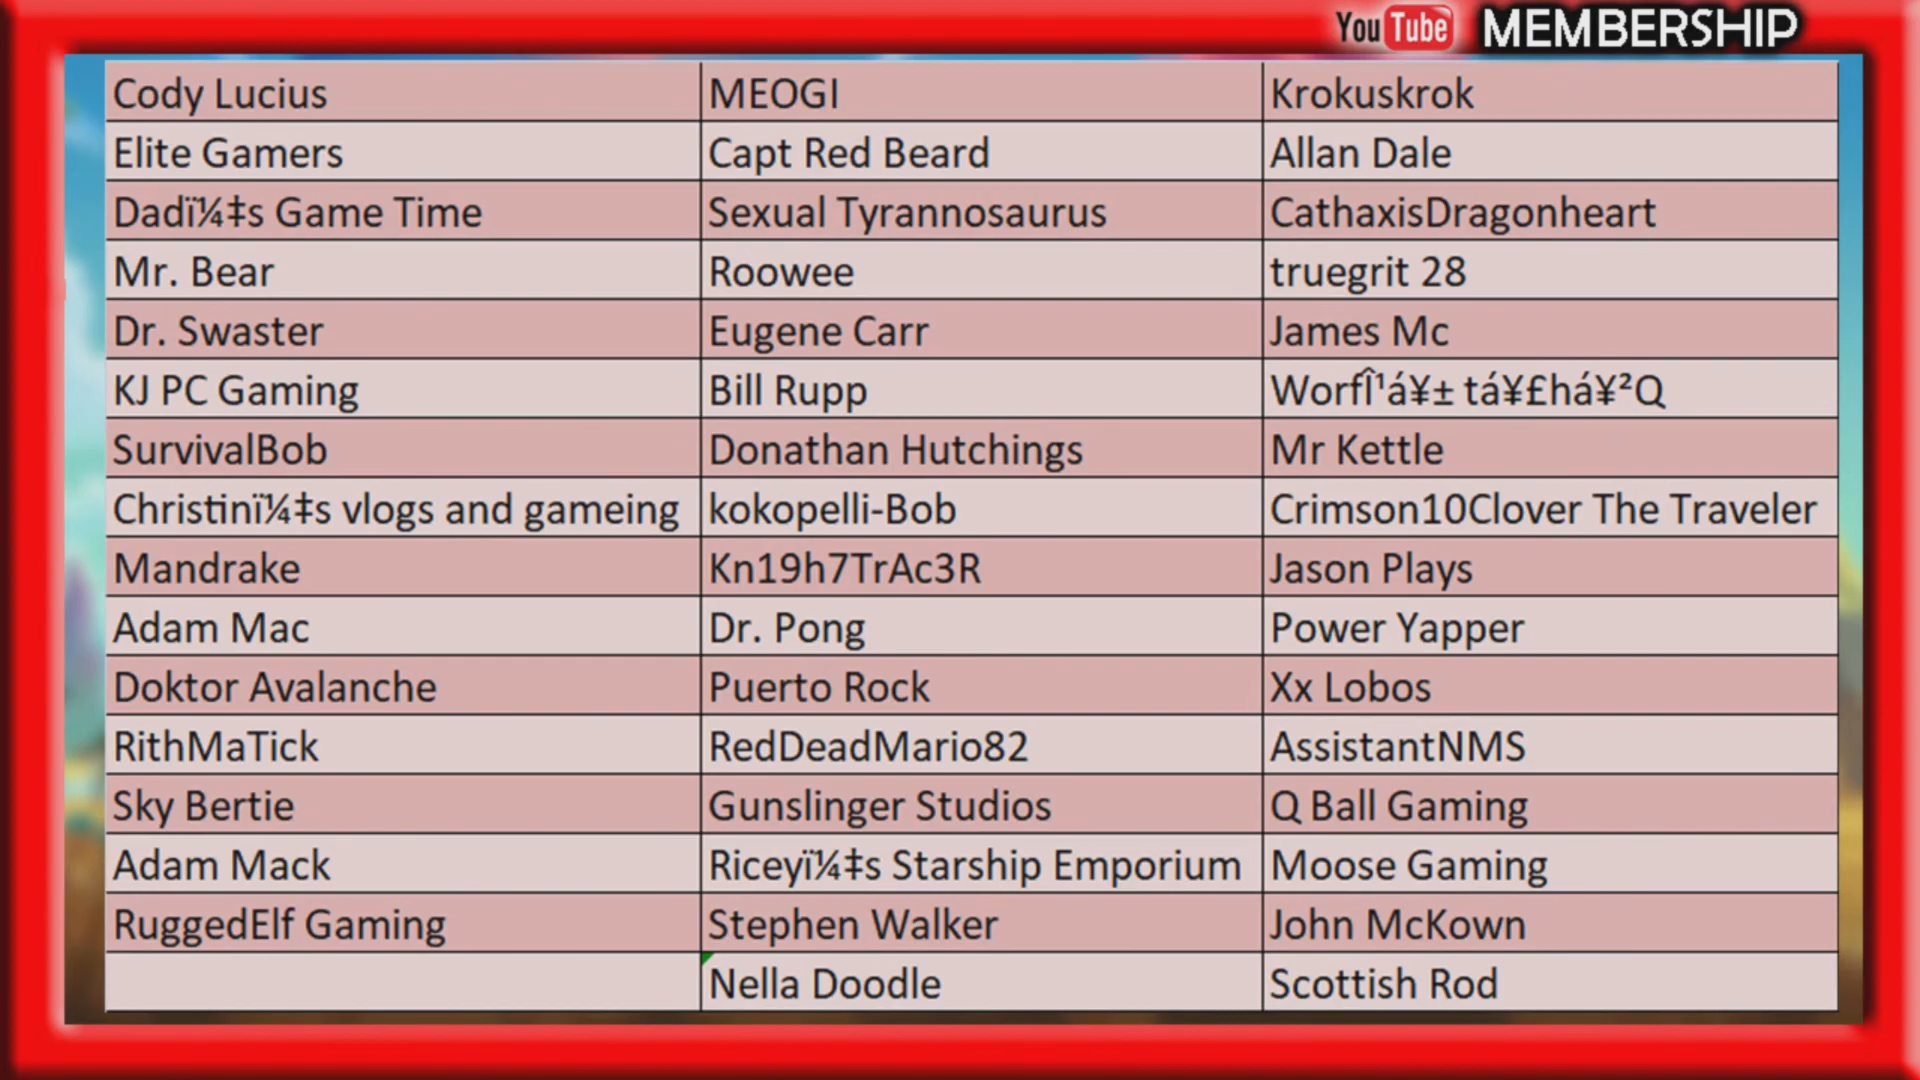 YouTube MEMBERSHIP
Cody Lucius MEOGI Krokuskrok
Elite Gamers Capt Red Beard Allan Dale
Dadï¼‡s Game Time Sexual Tyrannosaurus CathaxisDragonheart
Mr. Bear Roowee truegrit 28
Dr. Swaster Eugene Carr James Mc
KJ PC Gaming Bill Rupp WorfÎ¹á¥± tá¥£há¥²Q
SurvivalBob Donathan Hutchings Mr Kettle
Christinï¼‡s vlogs and gameing kokopelli-Bob Crimson10Clover The Traveler
Mandrake Kn19h7TrAc3R Jason Plays
Adam Mac Dr. Pong Power Yapper
Doktor Avalanche Puerto Rock Xx Lobos
RithMaTick RedDeadMario82 AssistantNMS
Sky Bertie Gunslinger Studios Q Ball Gaming
Adam Mack Riceyï¼‡s Starship Emporium Moose Gaming
RuggedElf Gaming Stephen Walker John McKown
Nella Doodle Scottish Rod